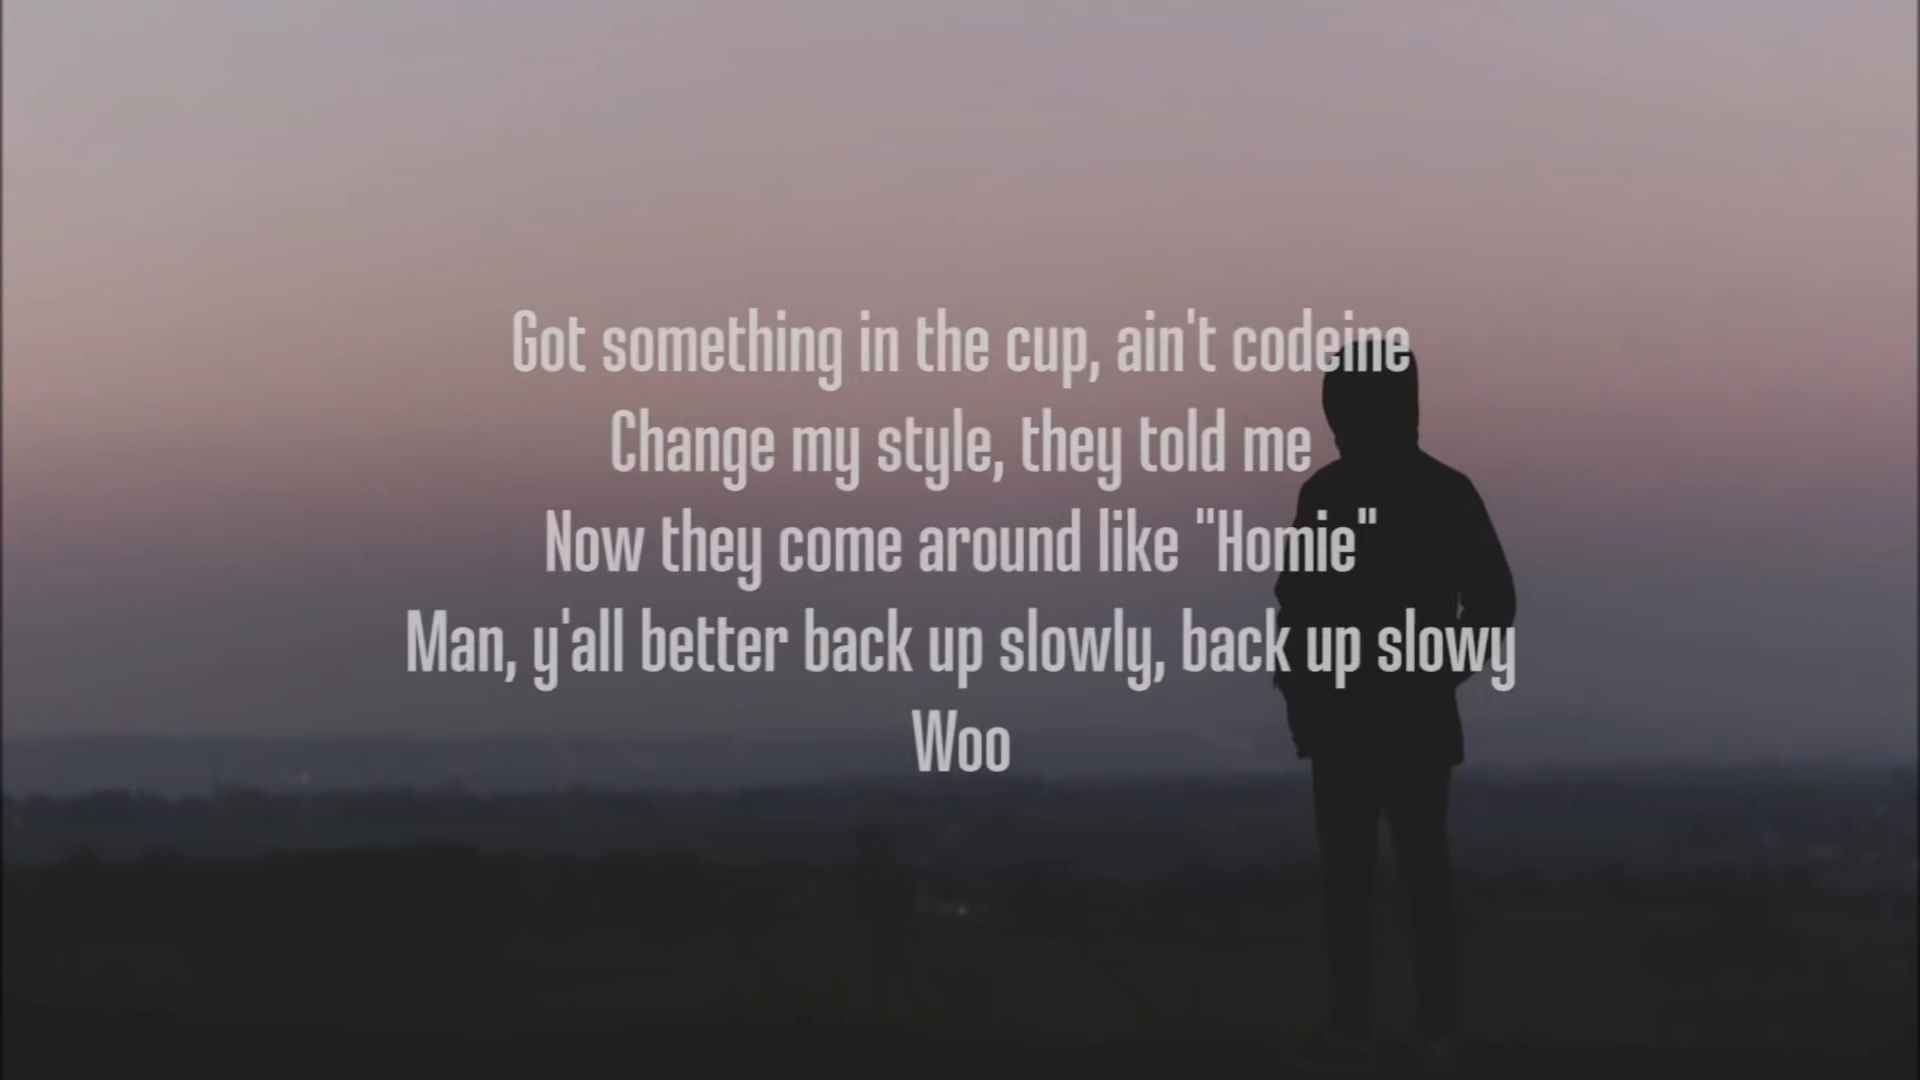 Got something in the cup, ain't codeine
Change my style, they told me
Now they come around like "Homie"
Man, y'all better back up slowly, back up slowy
Woo